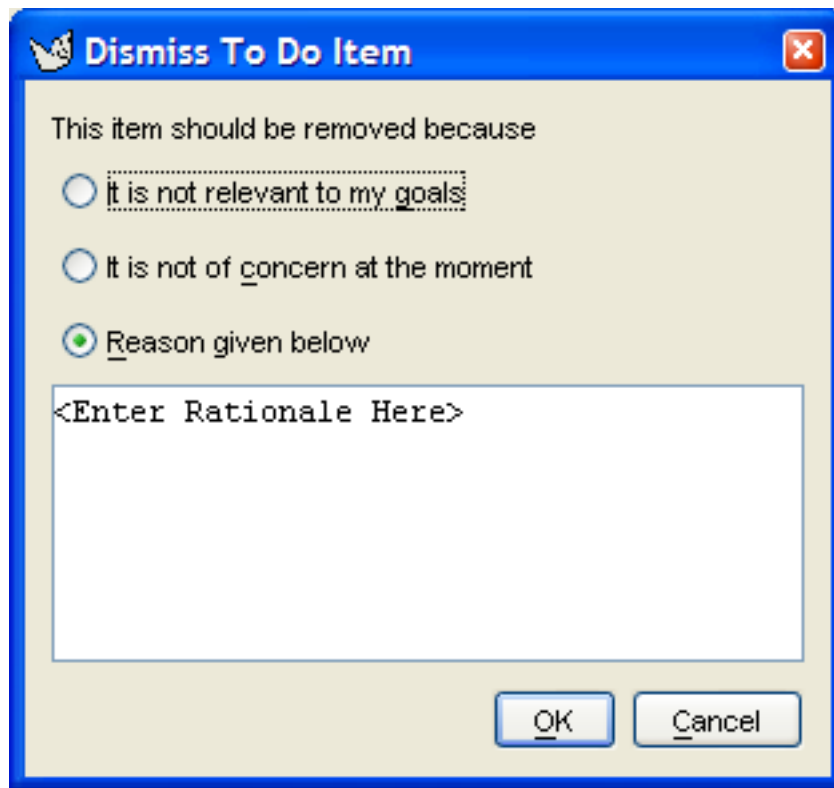 Dismiss To Do Item
This item should be removed because
It is not relevant to my goals
It is not of concern at the moment
Reason given below
<Enter Rationale Here>
OK Cancel